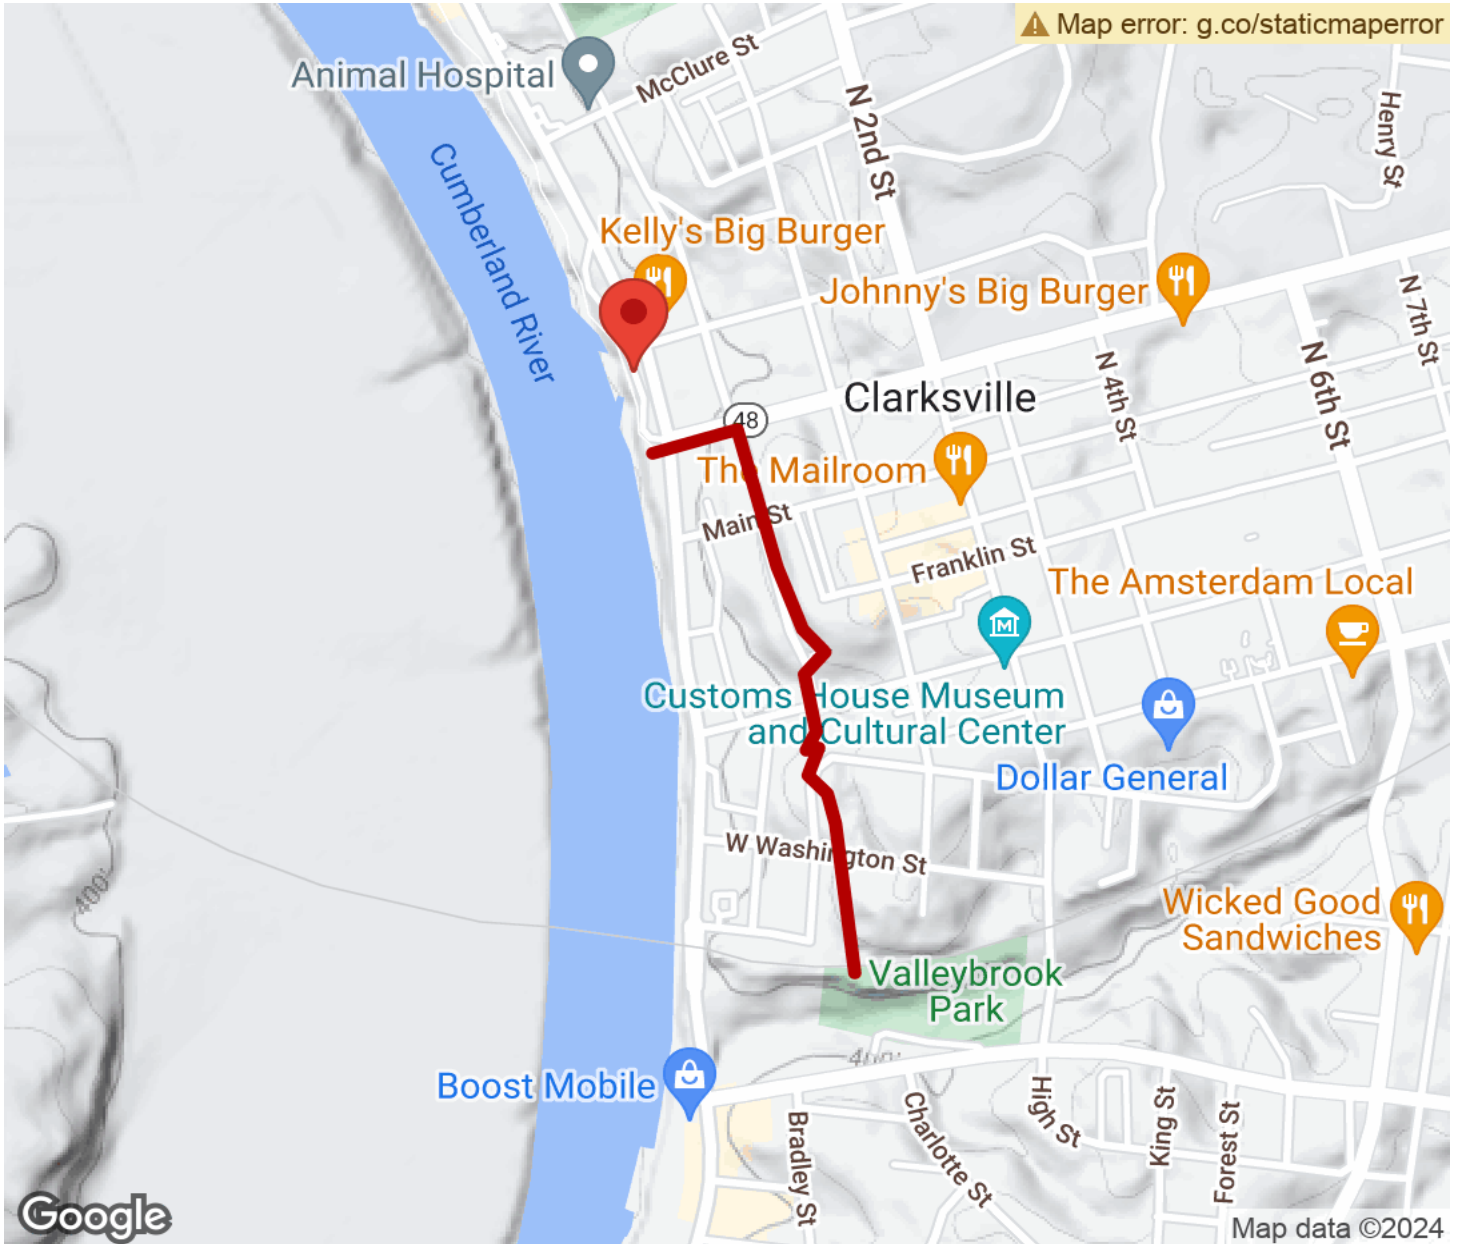 Map error: g.co/staticmaperror
Animal Hospital
McClure St
N 2nd St
Henry St
Cumberland River
Kelly's Big Burger
Johnny's Big Burger
N 7th St
N 4th St
N 6th St
Clarksville
48
The Mailroom
Main St
Franklin St
The Amsterdam Local
M
Customs House Museum
and Cultural Center
Dollar General
W Washington St
400'
Wicked Good
Sandwiches
Valleybrook
Park
400'
Boost Mobile
Bradley St
Charlotte St
High St
King St
Forest St
Google
Map data ©2024